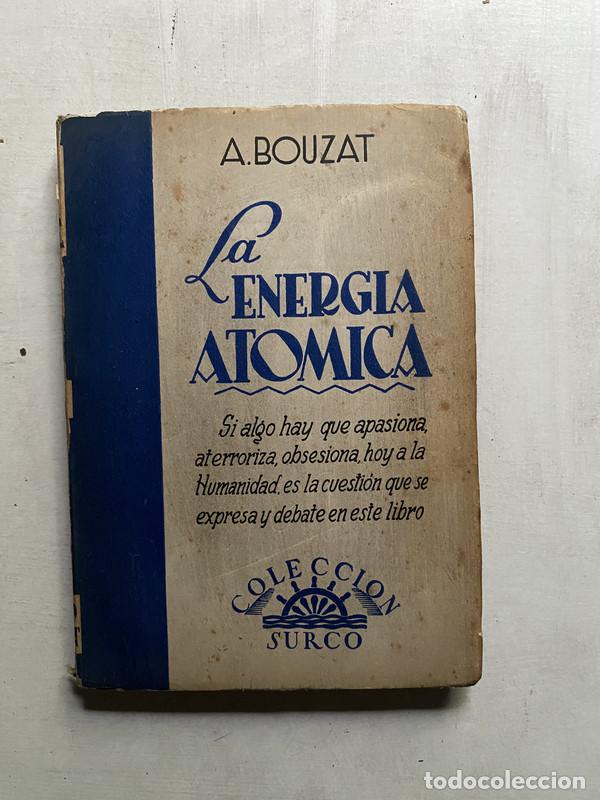 A. BOUZAT
La
ENERGIA
ATOMICA
Si algo hay que apasiona,
aterroriza, obsesiona, hoy a la
Humanidad, es la cuestión que se
expresa y debate en este libro
COLECCION
SURCO
todocoleccion